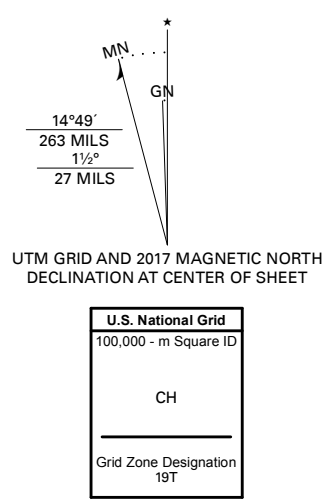 ★
MN
GN
14°49´
263 MILS
1½°
27 MILS
UTM GRID AND 2017 MAGNETIC NORTH
DECLINATION AT CENTER OF SHEET
U.S. National Grid
100,000 - m Square ID
CH
Grid Zone Designation
19T